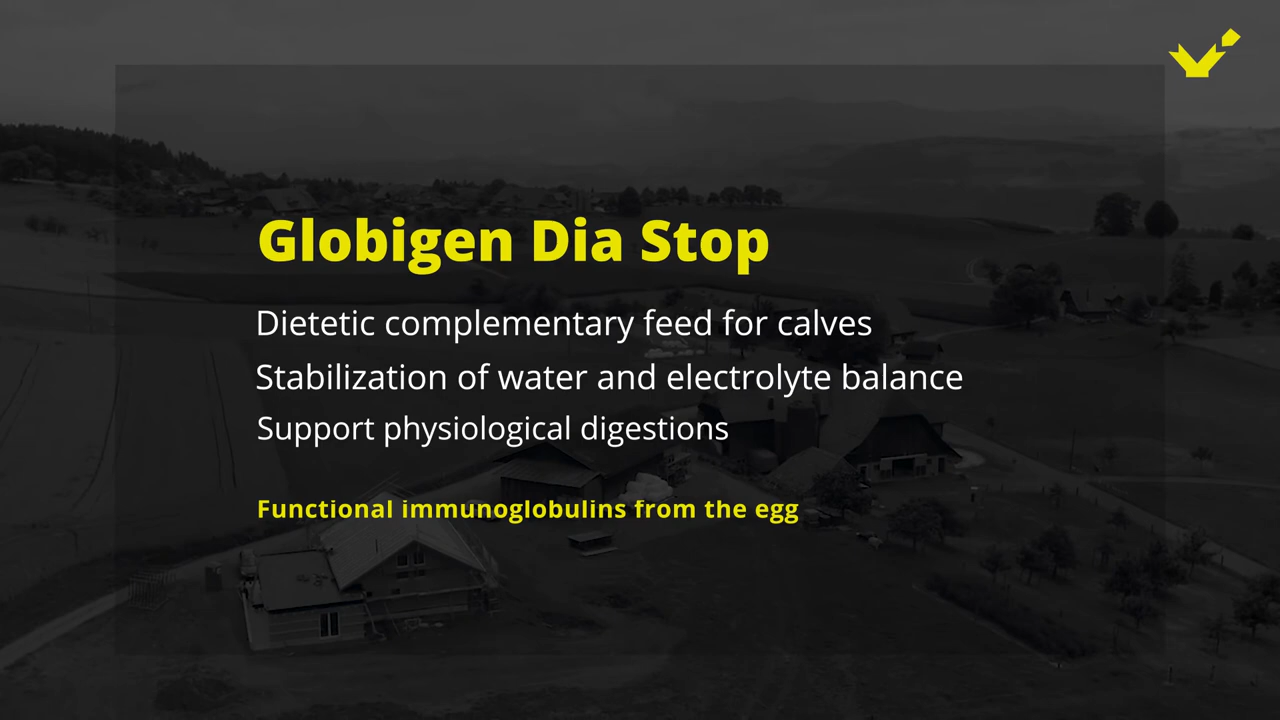 Globigen Dia Stop
Dietetic complementary feed for calves
Stabilization of water and electrolyte balance
Support physiological digestions
Functional immunoglobulins from the egg